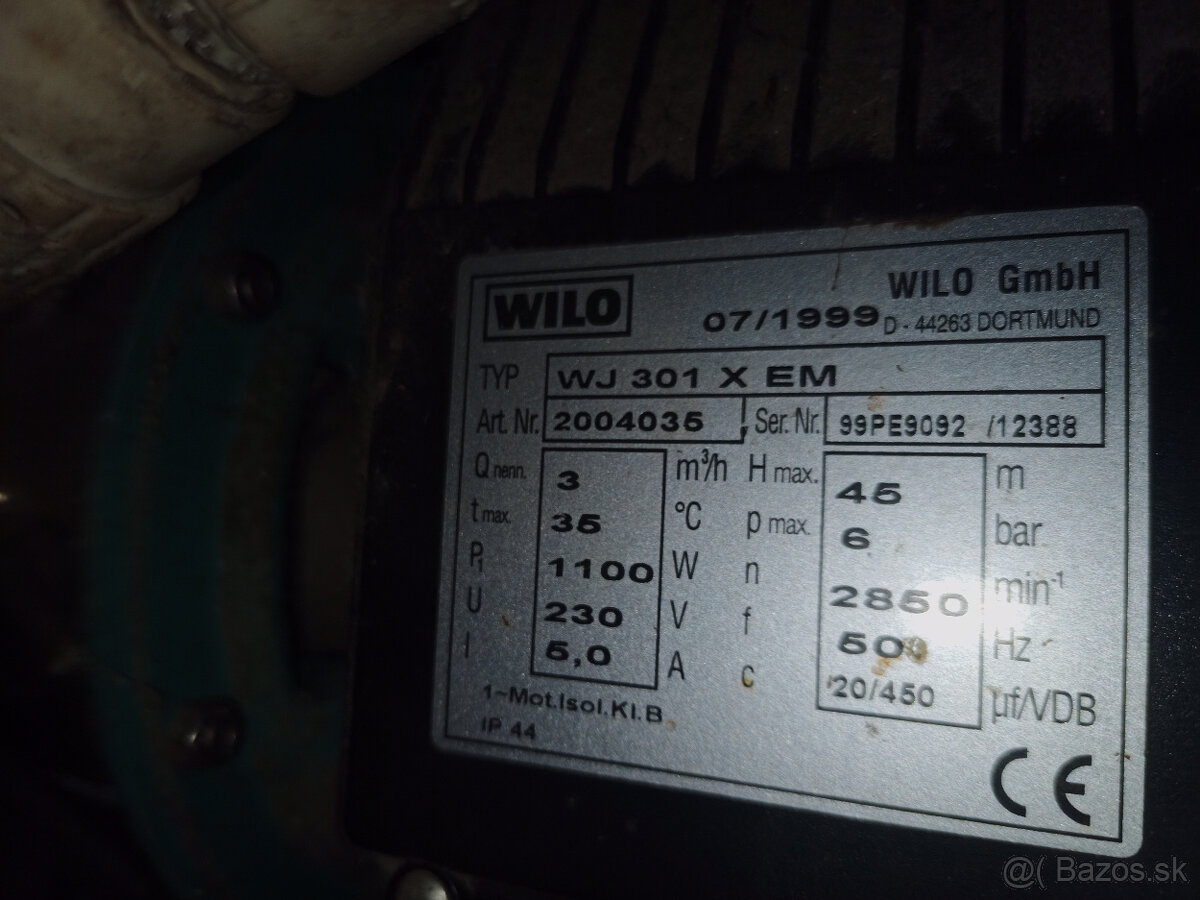 WILO
WILO GmbH
07/1999 D - 44263 DORTMUND
TYP WJ 301 X EM
Art. Nr. 2004035 Ser. Nr. 99PE9092 /12388
Q nenn. 3 m³/h H max. 45 m
t max. 35 °C p max. 6 bar
P1 1100 W n 2850 min-1
U 230 V f 50 Hz
I 5,0 A c 20/450 µf/VDB
1~Mot.Isol.Kl.B
IP 44
CE
@( Bazos.sk